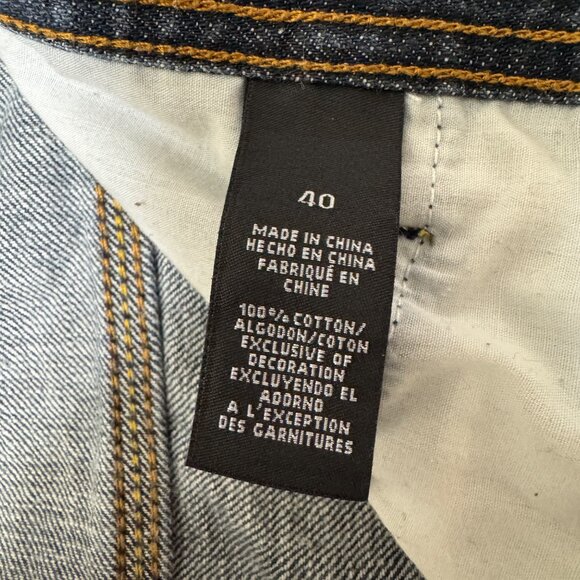 40
MADE IN CHINA
HECHO EN CHINA
FABRIQUÉ EN
CHINE
100% COTTON/
ALGODON/COTON
EXCLUSIVE OF
DECORATION
EXCLUYENDO EL
ADORNO
A L'EXCEPTION
DES GARNITURES